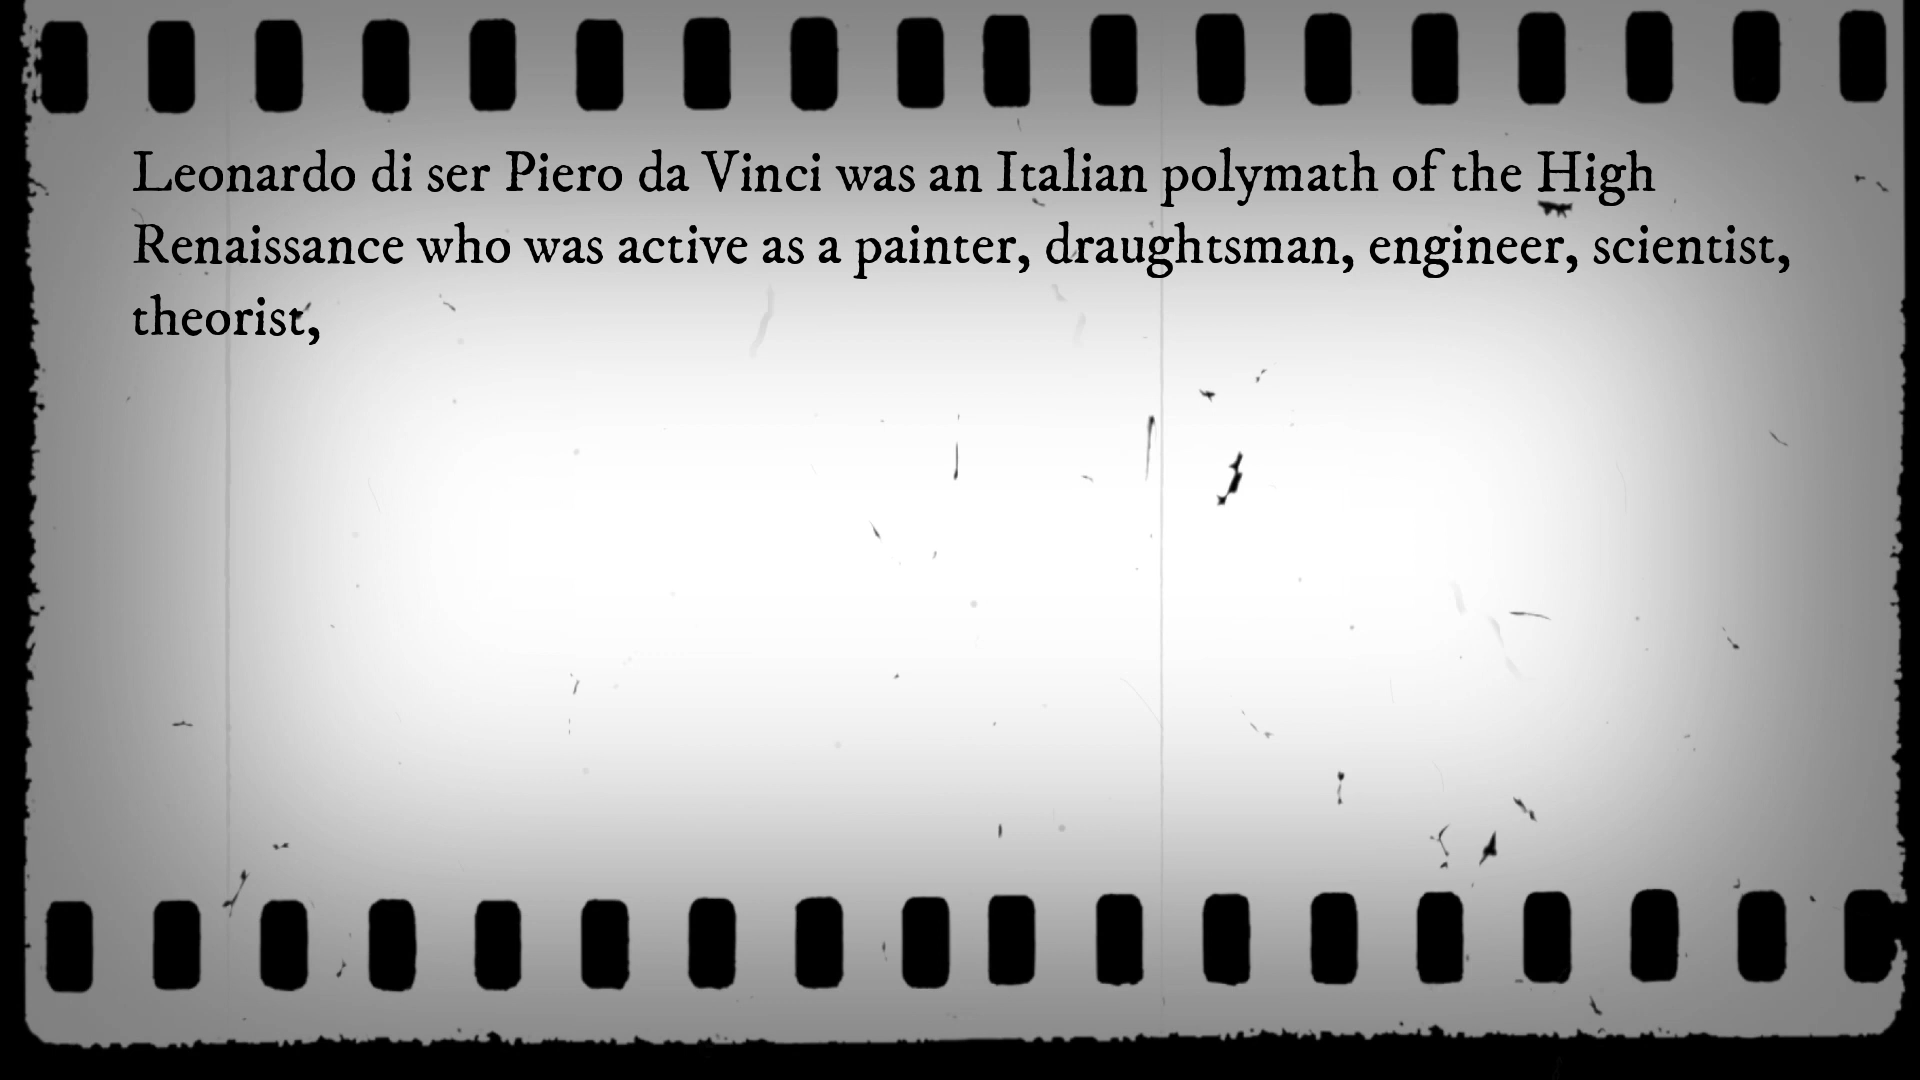 Leonardo di ser Piero da Vinci was an Italian polymath of the High
Renaissance who was active as a painter, draughtsman, engineer, scientist,
theorist,